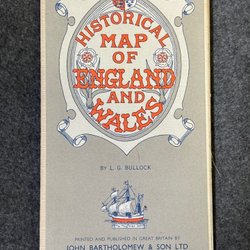 HISTORICAL
MAP
OF
ENGLAND
AND
WALES
BY L. G. BULLOCK
PRINTED AND PUBLISHED IN GREAT BRITAIN BY
JOHN BARTHOLOMEW & SON LTD